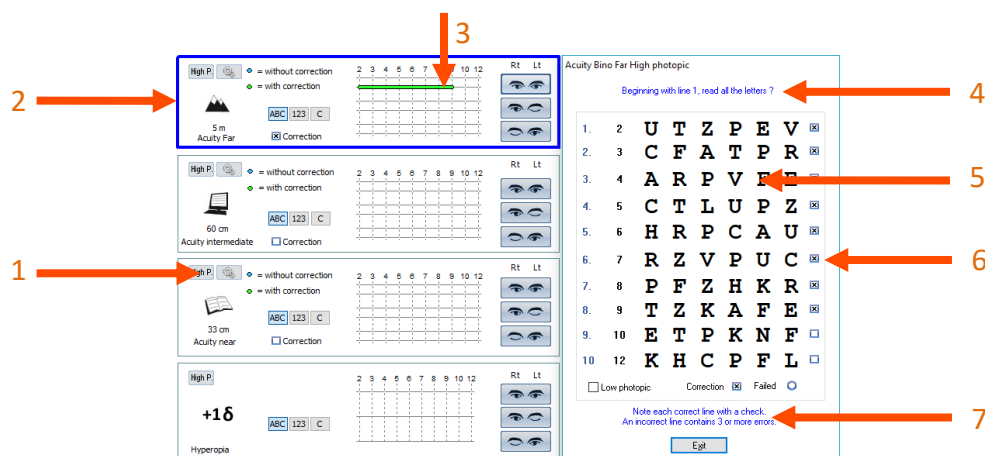 3
High P.
= without correction
= with correction
5 m
Acuity Far
ABC 123 C
Correction
2 3 4 5 6 7 8 9 10 12
Rt Lt
2
High P.
= without correction
= with correction
60 cm
Acuity intermediate
ABC 123 C
Correction
2 3 4 5 6 7 8 9 10 12
Rt Lt
1
High P.
= without correction
= with correction
33 cm
Acuity near
ABC 123 C
Correction
2 3 4 5 6 7 8 9 10 12
Rt Lt
High P.
+1δ
Hyperopia
ABC 123 C
2 3 4 5 6 7 8 9 10 12
Rt Lt
Acuity Bino Far High photopic
Beginning with line 1, read all the letters ?
4
1. 2 U T Z P E V
2. 3 C F A T P R
3. 4 A R P V F E
5
4. 5 C T L U P Z
5. 6 H R P C A U
6. 7 R Z V P U C
6
7. 8 P F Z H K R
8. 9 T Z K A F E
9. 10 E T P K N F
10 12 K H C P F L
Low photopic Correction Failed
Note each correct line with a check.
An incorrect line contains 3 or more errors.
7
Exit